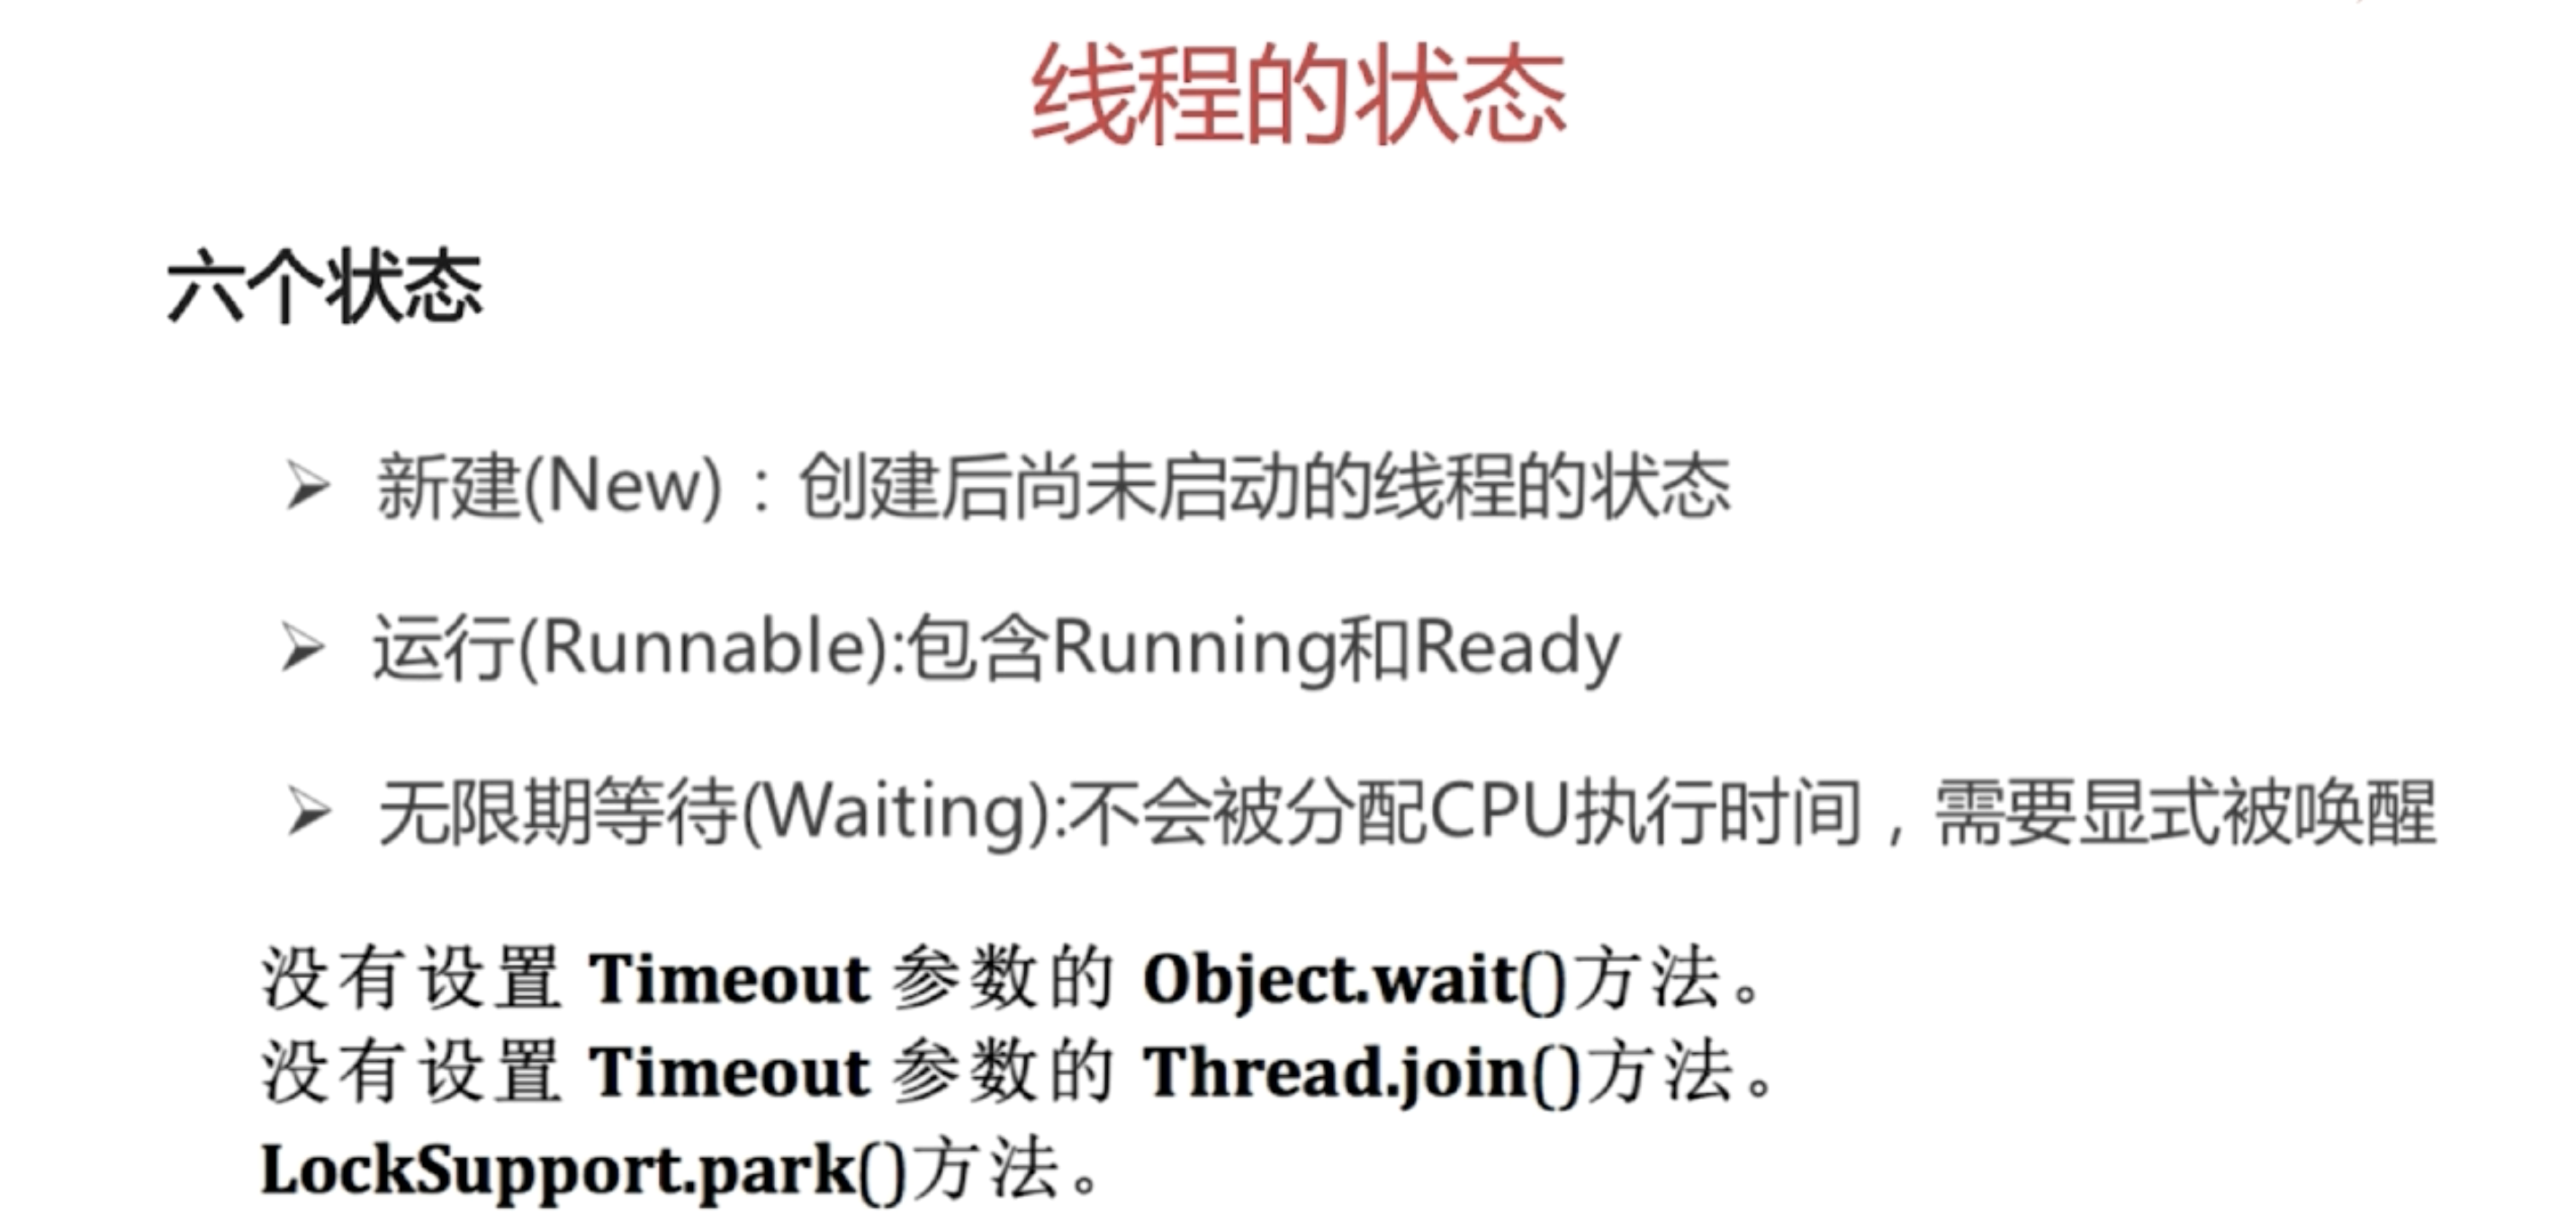 线程的状态
六个状态
➢ 新建(New)：创建后尚未启动的线程的状态
➢ 运行(Runnable):包含Running和Ready
➢ 无限期等待(Waiting):不会被分配CPU执行时间，需要显式被唤醒
没有设置 Timeout 参数的 Object.wait()方法。
没有设置 Timeout 参数的 Thread.join()方法。
LockSupport.park()方法。